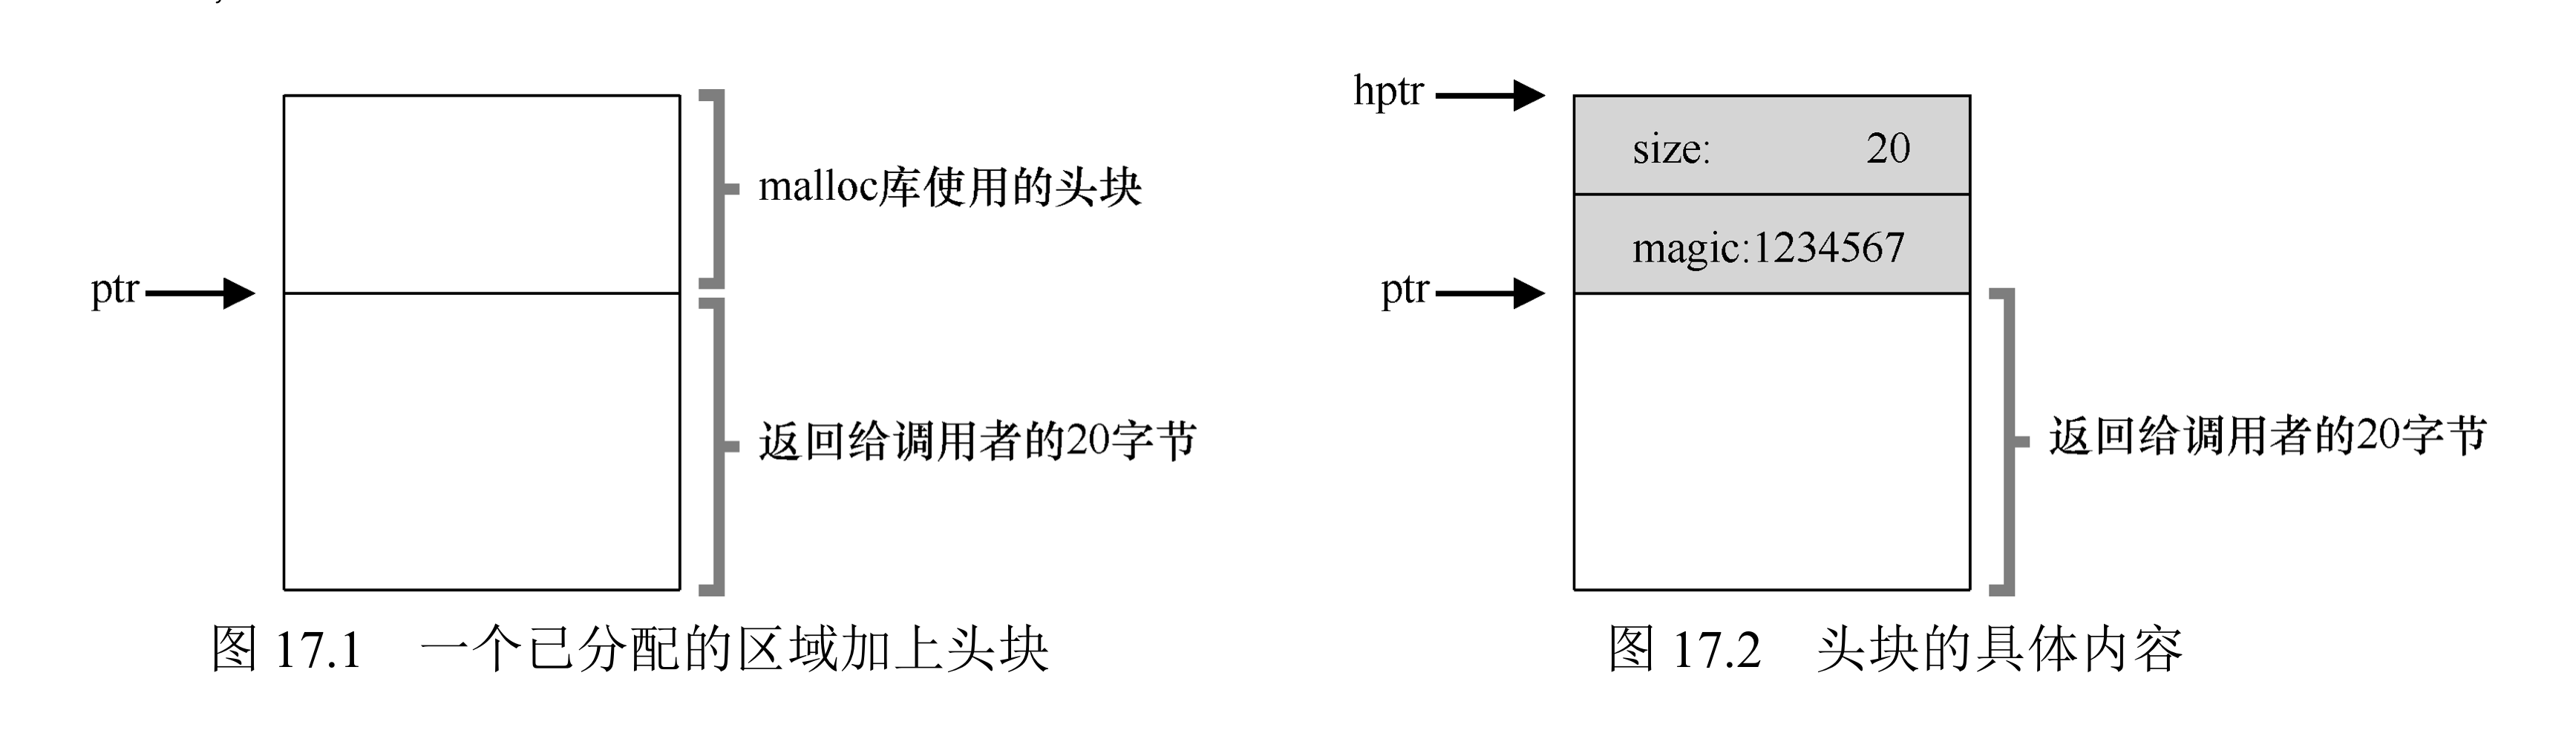 malloc库使用的头块
ptr
返回给调用者的20字节
图 17.1 一个已分配的区域加上头块
hptr
size: 20
magic:1234567
ptr
返回给调用者的20字节
图 17.2 头块的具体内容